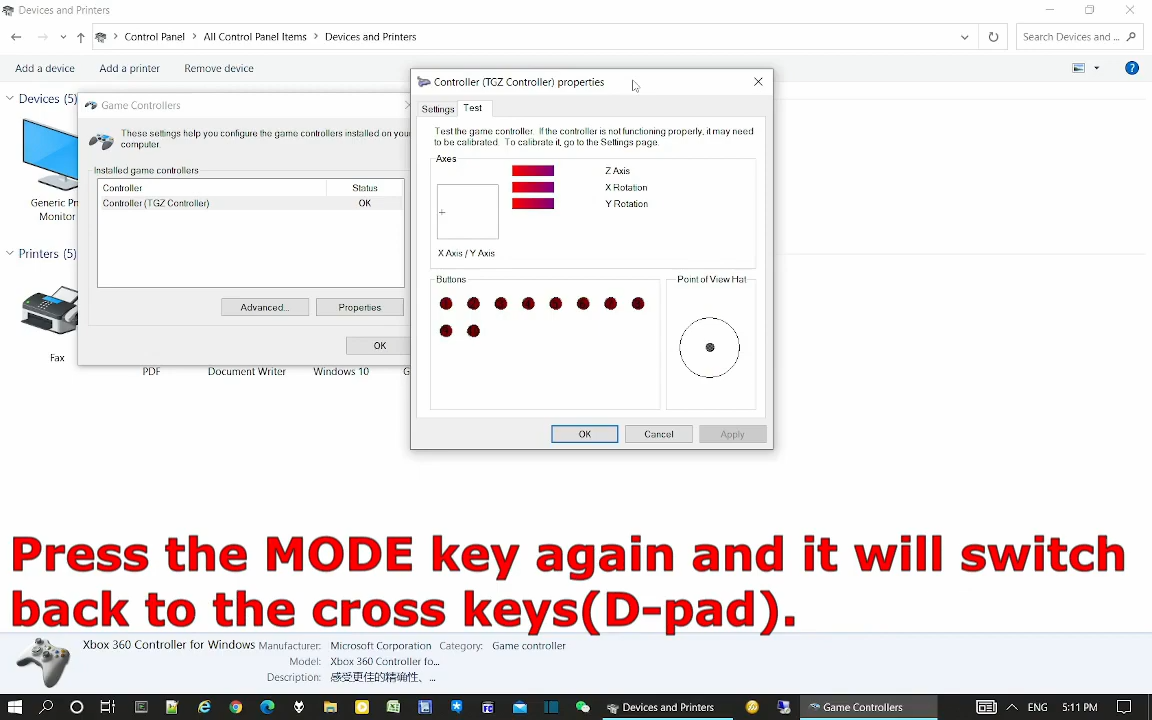 Devices and Printers
Control Panel
All Control Panel Items
Devices and Printers
Search Devices and ...
Add a device
Add a printer
Remove device
Devices (5)
Generic Pn
Monitor
Printers (5)
Fax
PDF
Document Writer
Windows 10
G
Game Controllers
These settings help you configure the game controllers installed on your
computer.
Installed game controllers
Controller
Status
Controller (TGZ Controller)
OK
Advanced...
Properties
OK
Controller (TGZ Controller) properties
Settings
Test
Test the game controller. If the controller is not functioning properly, it may need
to be calibrated. To calibrate it, go to the Settings page.
Axes
Z Axis
X Rotation
Y Rotation
X Axis / Y Axis
Buttons
Point of View Hat
OK
Cancel
Apply
Press the MODE key again and it will switch
back to the cross keys(D-pad).
Xbox 360 Controller for Windows
Manufacturer: Microsoft Corporation
Category: Game controller
Model: Xbox 360 Controller fo...
Description: 感受更佳的精确性、...
Devices and Printers
Game Controllers
ENG
5:11 PM